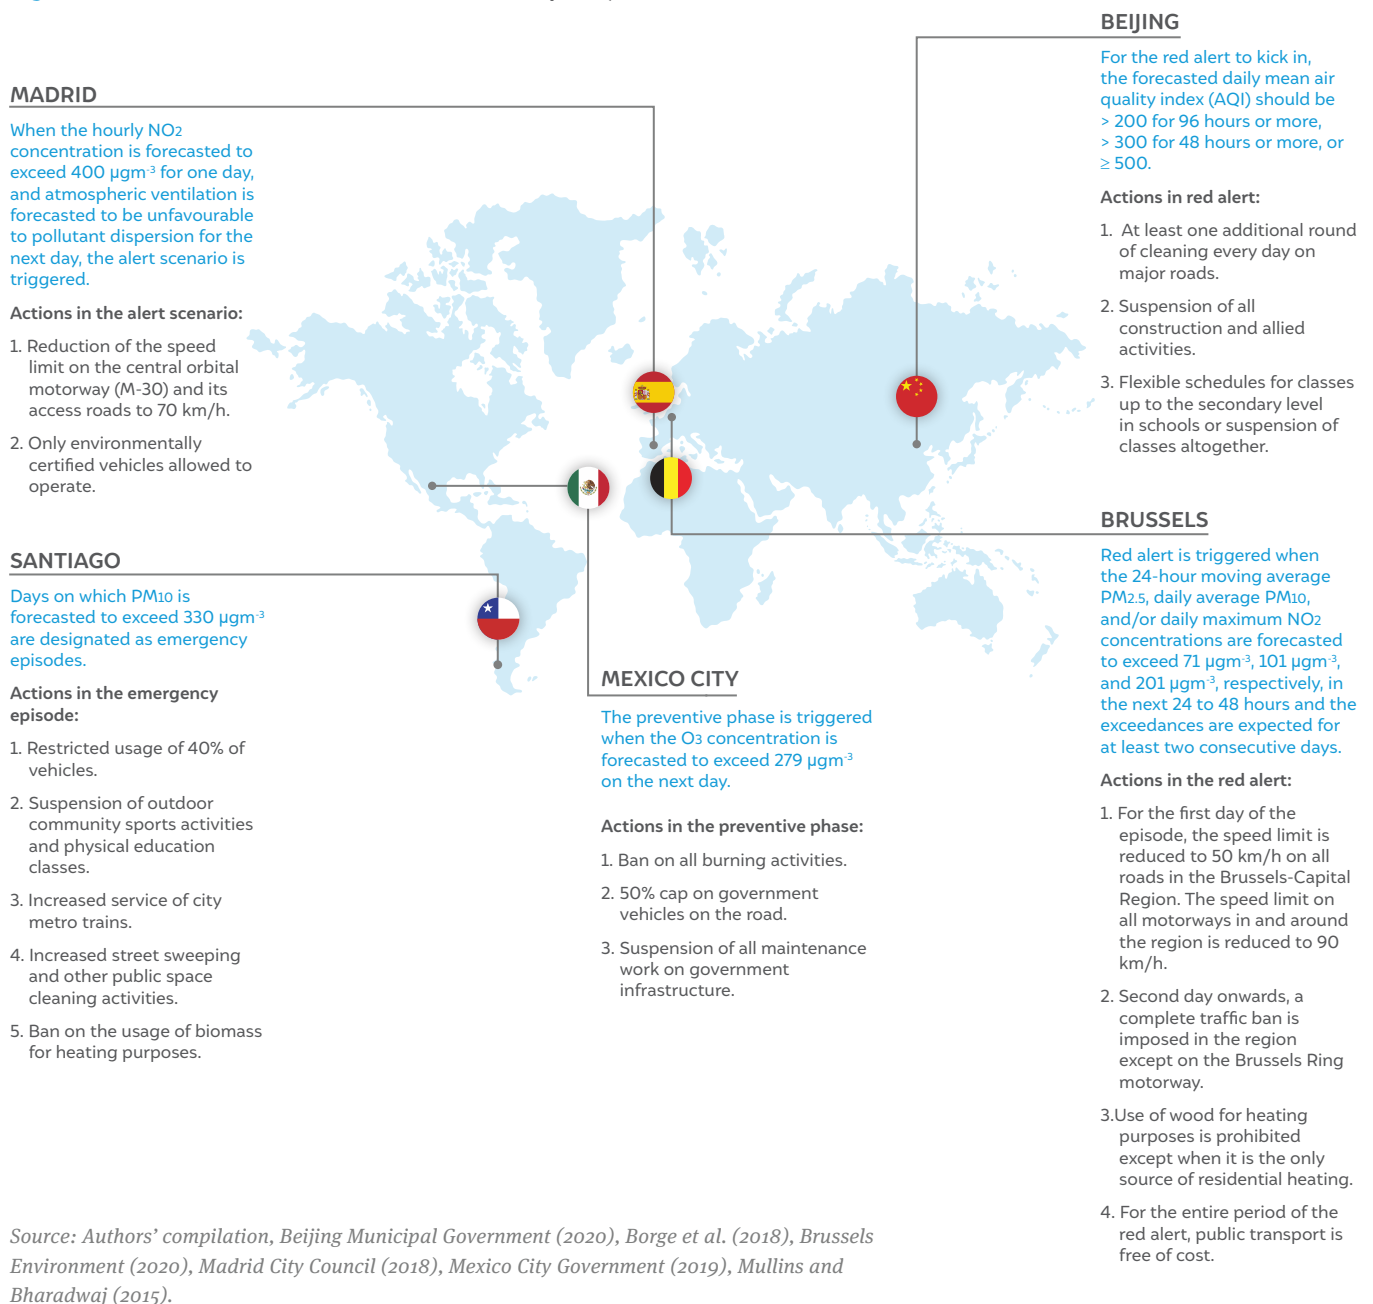 MADRID
When the hourly NO2
concentration is forecasted to
exceed 400 µgm-3 for one day,
and atmospheric ventilation is
forecasted to be unfavourable
to pollutant dispersion for the
next day, the alert scenario is
triggered.
Actions in the alert scenario:
1. Reduction of the speed
limit on the central orbital
motorway (M-30) and its
access roads to 70 km/h.
2. Only environmentally
certified vehicles allowed to
operate.
SANTIAGO
Days on which PM10 is
forecasted to exceed 330 µgm-3
are designated as emergency
episodes.
Actions in the emergency
episode:
1. Restricted usage of 40% of
vehicles.
2. Suspension of outdoor
community sports activities
and physical education
classes.
3. Increased service of city
metro trains.
4. Increased street sweeping
and other public space
cleaning activities.
5. Ban on the usage of biomass
for heating purposes.
MEXICO CITY
The preventive phase is triggered
when the O3 concentration is
forecasted to exceed 279 µgm-3
on the next day.
Actions in the preventive phase:
1. Ban on all burning activities.
2. 50% cap on government
vehicles on the road.
3. Suspension of all maintenance
work on government
infrastructure.
BEIJING
For the red alert to kick in,
the forecasted daily mean air
quality index (AQI) should be
> 200 for 96 hours or more,
> 300 for 48 hours or more, or
≥ 500.
Actions in red alert:
1. At least one additional round
of cleaning every day on
major roads.
2. Suspension of all
construction and allied
activities.
3. Flexible schedules for classes
up to the secondary level
in schools or suspension of
classes altogether.
BRUSSELS
Red alert is triggered when
the 24-hour moving average
PM2.5, daily average PM10,
and/or daily maximum NO2
concentrations are forecasted
to exceed 71 µgm-3, 101 µgm-3,
and 201 µgm-3, respectively, in
the next 24 to 48 hours and the
exceedances are expected for
at least two consecutive days.
Actions in the red alert:
1. For the first day of the
episode, the speed limit is
reduced to 50 km/h on all
roads in the Brussels-Capital
Region. The speed limit on
all motorways in and around
the region is reduced to 90
km/h.
2. Second day onwards, a
complete traffic ban is
imposed in the region
except on the Brussels Ring
motorway.
3.Use of wood for heating
purposes is prohibited
except when it is the only
source of residential heating.
4. For the entire period of the
red alert, public transport is
free of cost.
Source: Authors' compilation, Beijing Municipal Government (2020), Borge et al. (2018), Brussels
Environment (2020), Madrid City Council (2018), Mexico City Government (2019), Mullins and
Bharadwaj (2015).